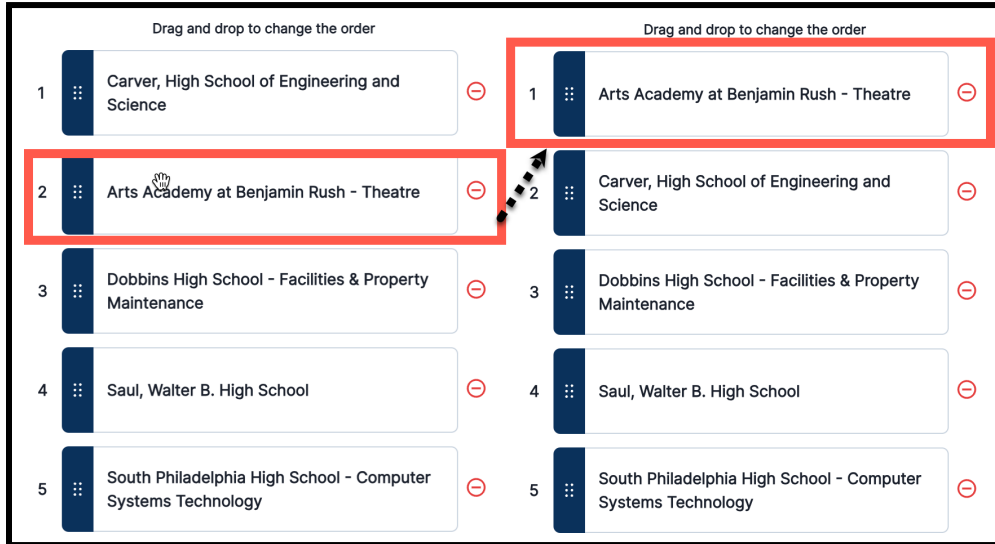 Drag and drop to change the order
1
Carver, High School of Engineering and
Science
2
Arts Academy at Benjamin Rush - Theatre
3
Dobbins High School - Facilities & Property
Maintenance
4
Saul, Walter B. High School
5
South Philadelphia High School - Computer
Systems Technology
Drag and drop to change the order
1
Arts Academy at Benjamin Rush - Theatre
2
Carver, High School of Engineering and
Science
3
Dobbins High School - Facilities & Property
Maintenance
4
Saul, Walter B. High School
5
South Philadelphia High School - Computer
Systems Technology